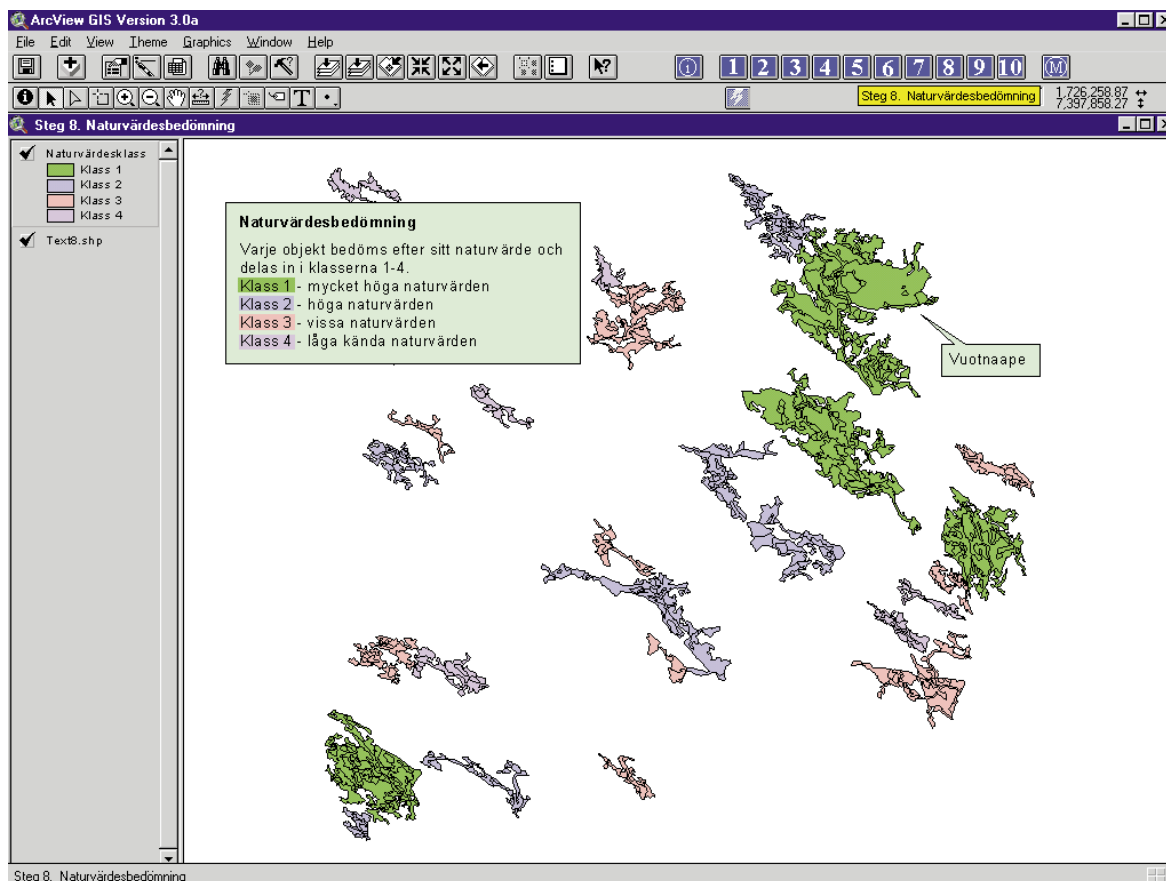 ArcView GIS Version 3.0a
File Edit View Theme Graphics Window Help
1 2 3 4 5 6 7 8 9 10 M
T
Steg 8. Naturvärdesbedömning
1,726,258.87
7,397,858.27
Steg 8. Naturvärdesbedömning
Naturvärdesklass
Klass 1
Klass 2
Klass 3
Klass 4
Text8.shp
Naturvärdesbedömning
Varje objekt bedöms efter sitt naturvärde och
delas in i klasserna 1-4.
Klass 1 - mycket höga naturvärden
Klass 2 - höga naturvärden
Klass 3 - vissa naturvärden
Klass 4 - låga kända naturvärden
Vuotnaape
Steg 8. Naturvärdesbedömning